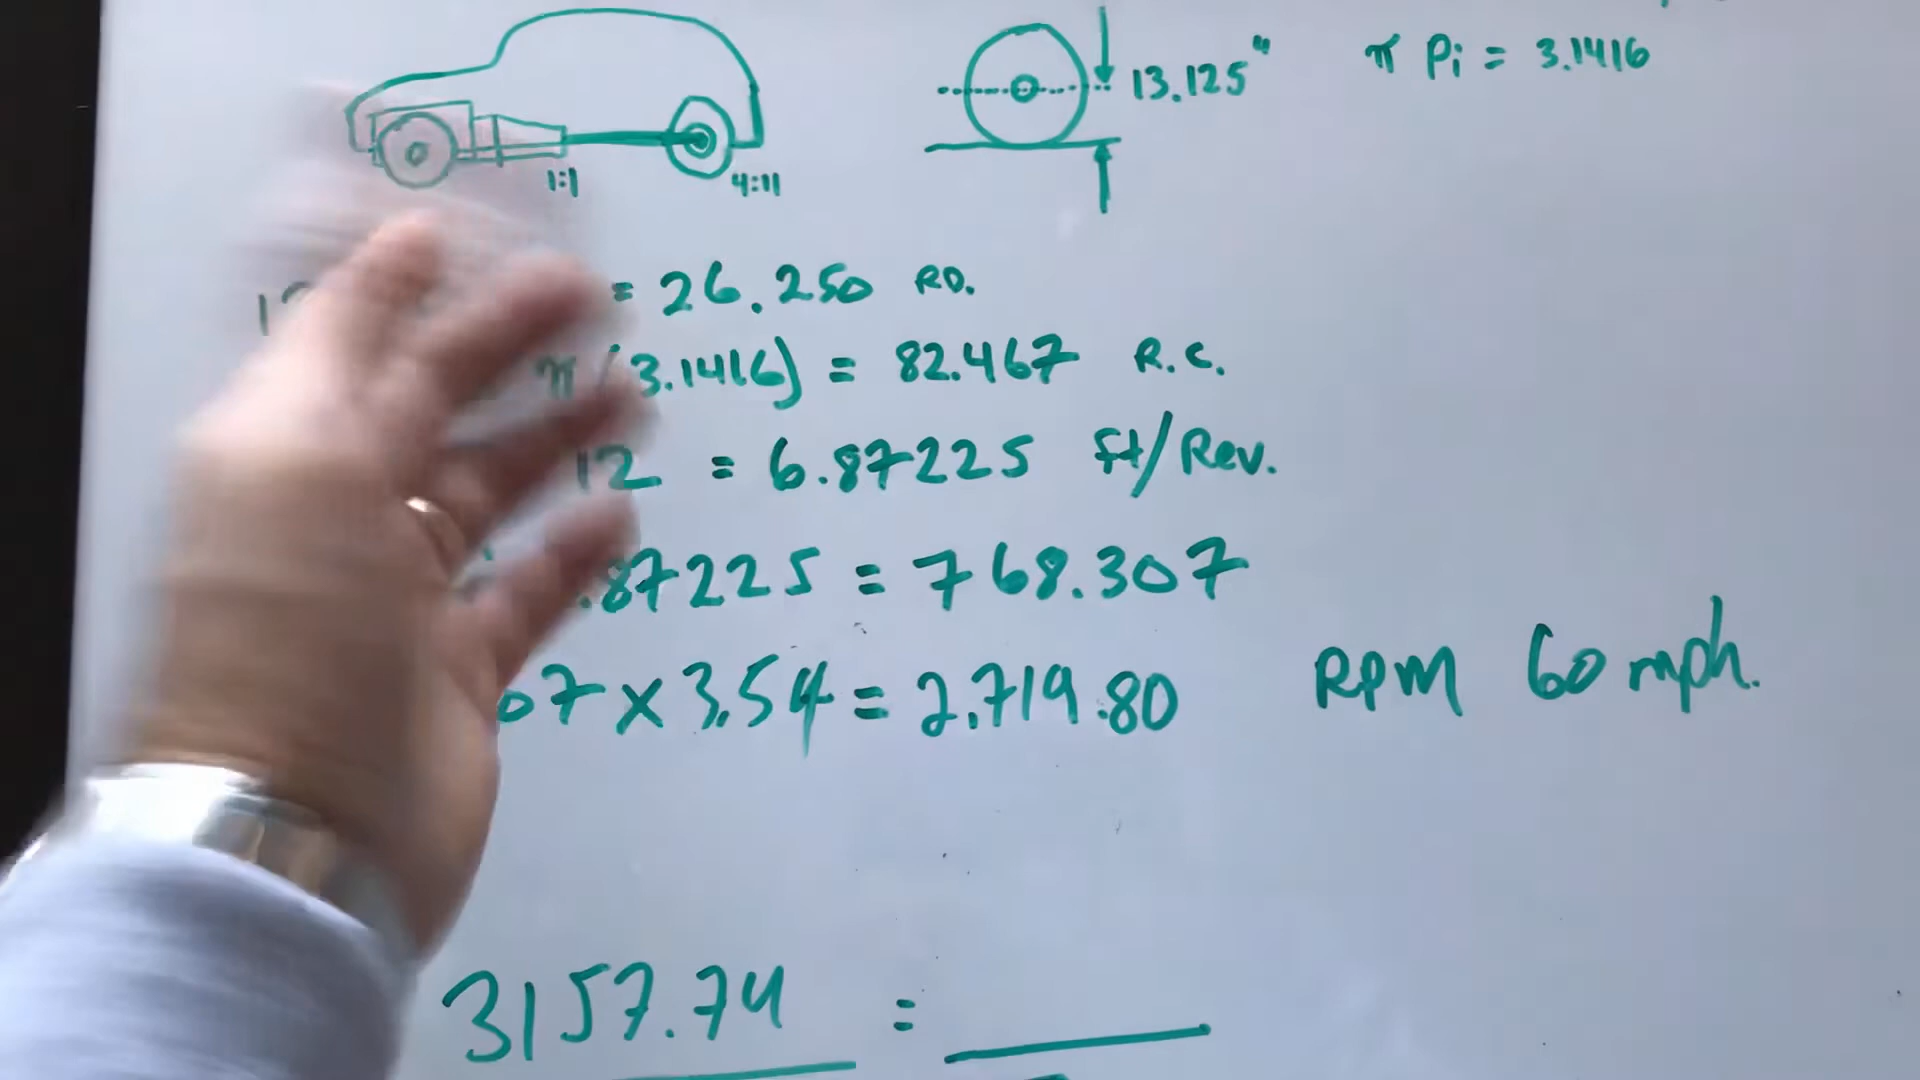 13.125" π Pi = 3.1416
1:1 4:11
= 26.250 RD.
π (3.1416) = 82.467 R.C.
12 = 6.87225 ft/Rev.
.87225 = 768.307
07 x 3.54 = 2,719.80 RPM 60 mph.
3157.74 =